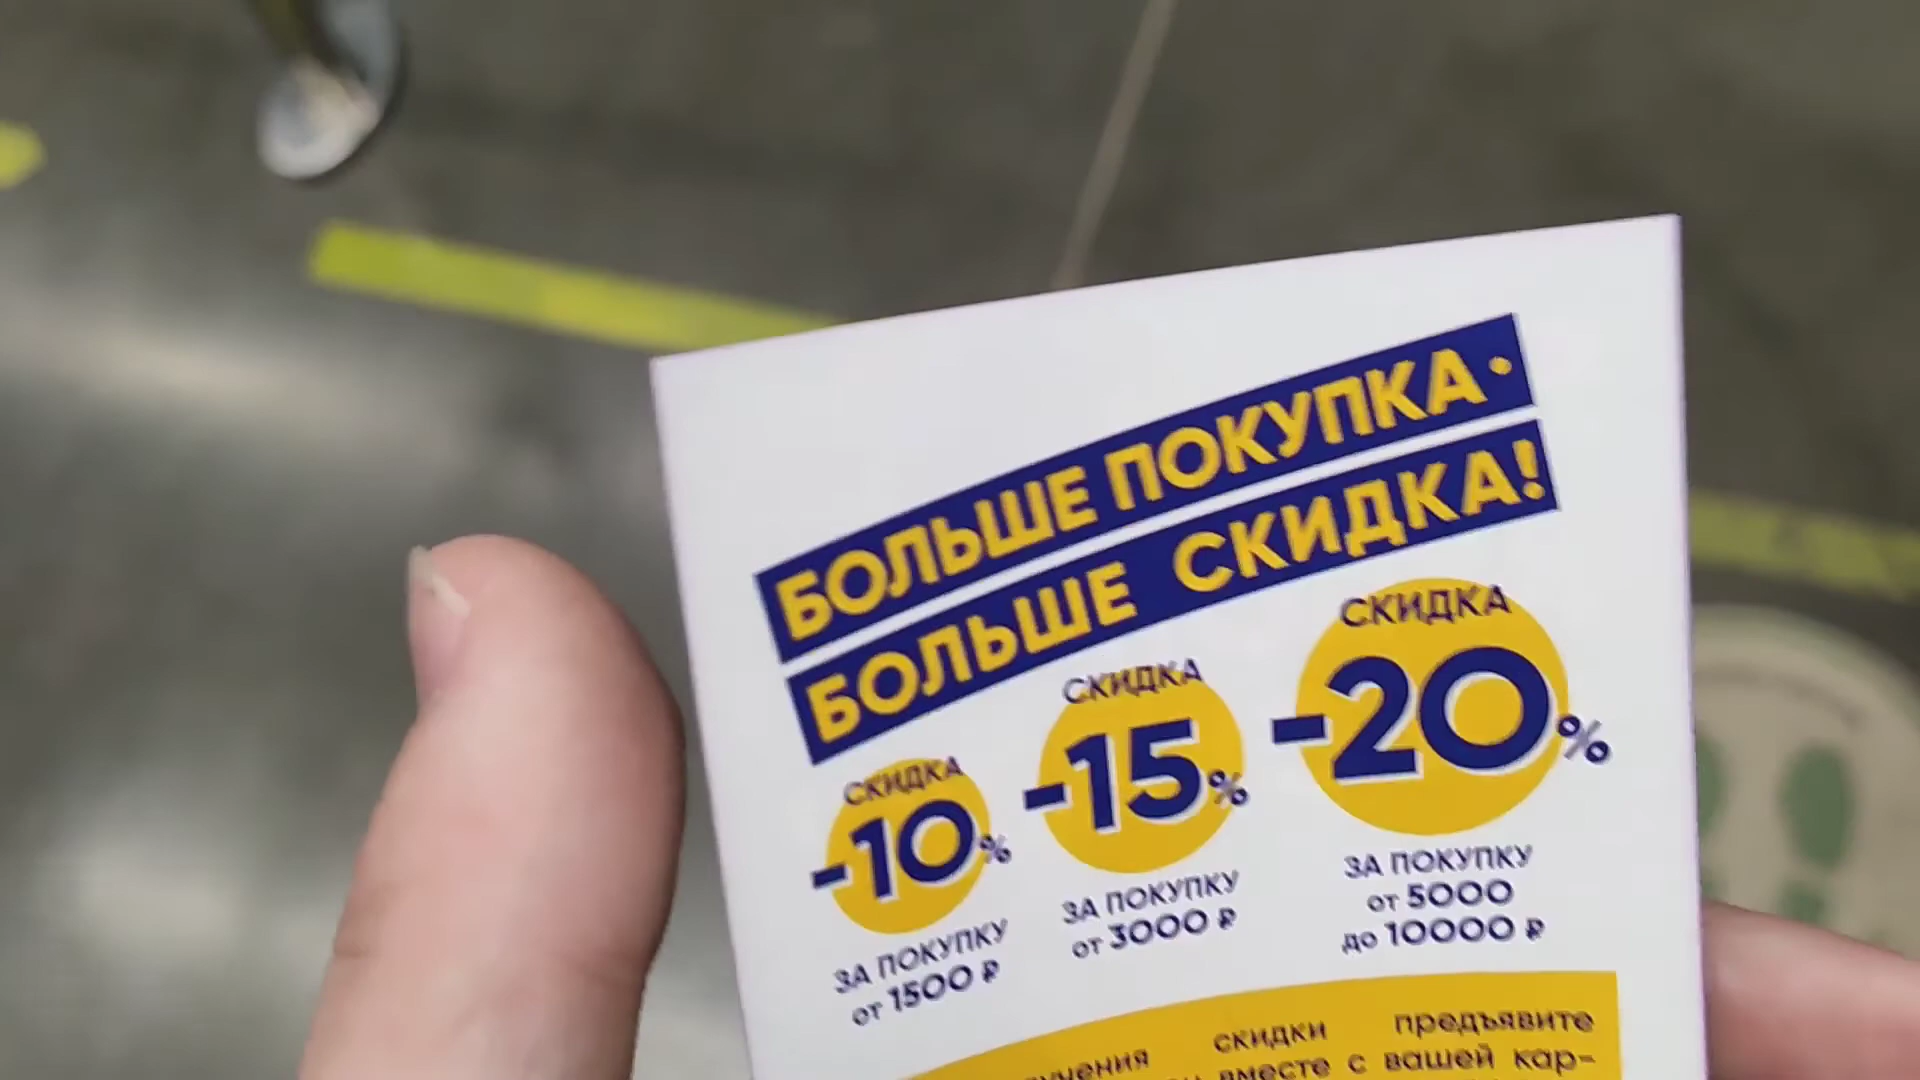 БОЛЬШЕ ПОКУПКА·
БОЛЬШЕ СКИДКА!
СКИДКА
-10%
ЗА ПОКУПКУ
от 1500 ₽
СКИДКА
-15%
ЗА ПОКУПКУ
от 3000 ₽
СКИДКА
-20%
ЗА ПОКУПКУ
от 5000
до 10000 ₽
скидки предъявите
вместе с вашей кар-